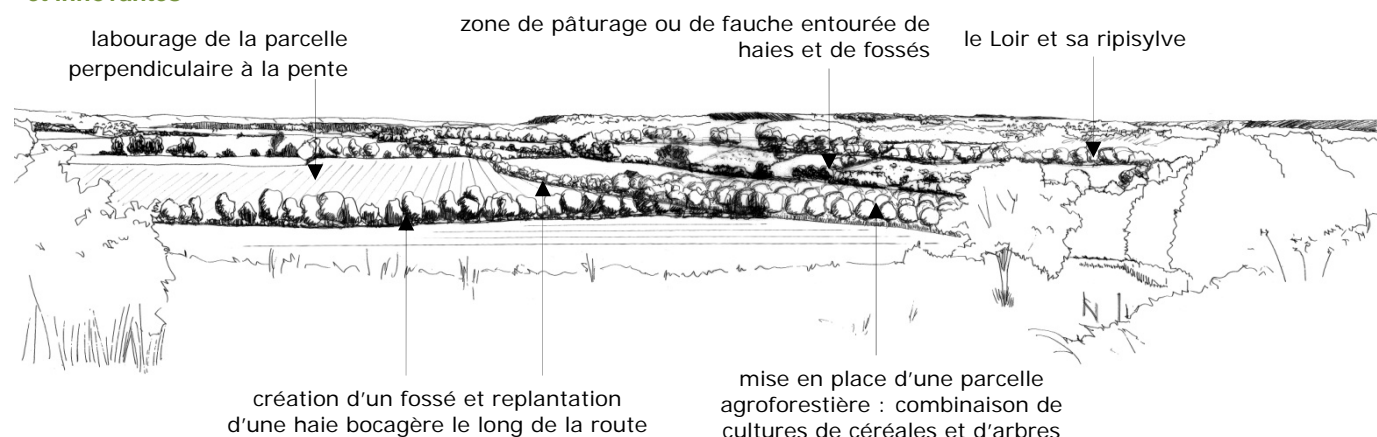 et innovantes
labourage de la parcelle
perpendiculaire à la pente
zone de pâturage ou de fauche entourée de
haies et de fossés
le Loir et sa ripisylve
création d'un fossé et replantation
d'une haie bocagère le long de la route
mise en place d'une parcelle
agroforestière : combinaison de
cultures de céréales et d'arbres